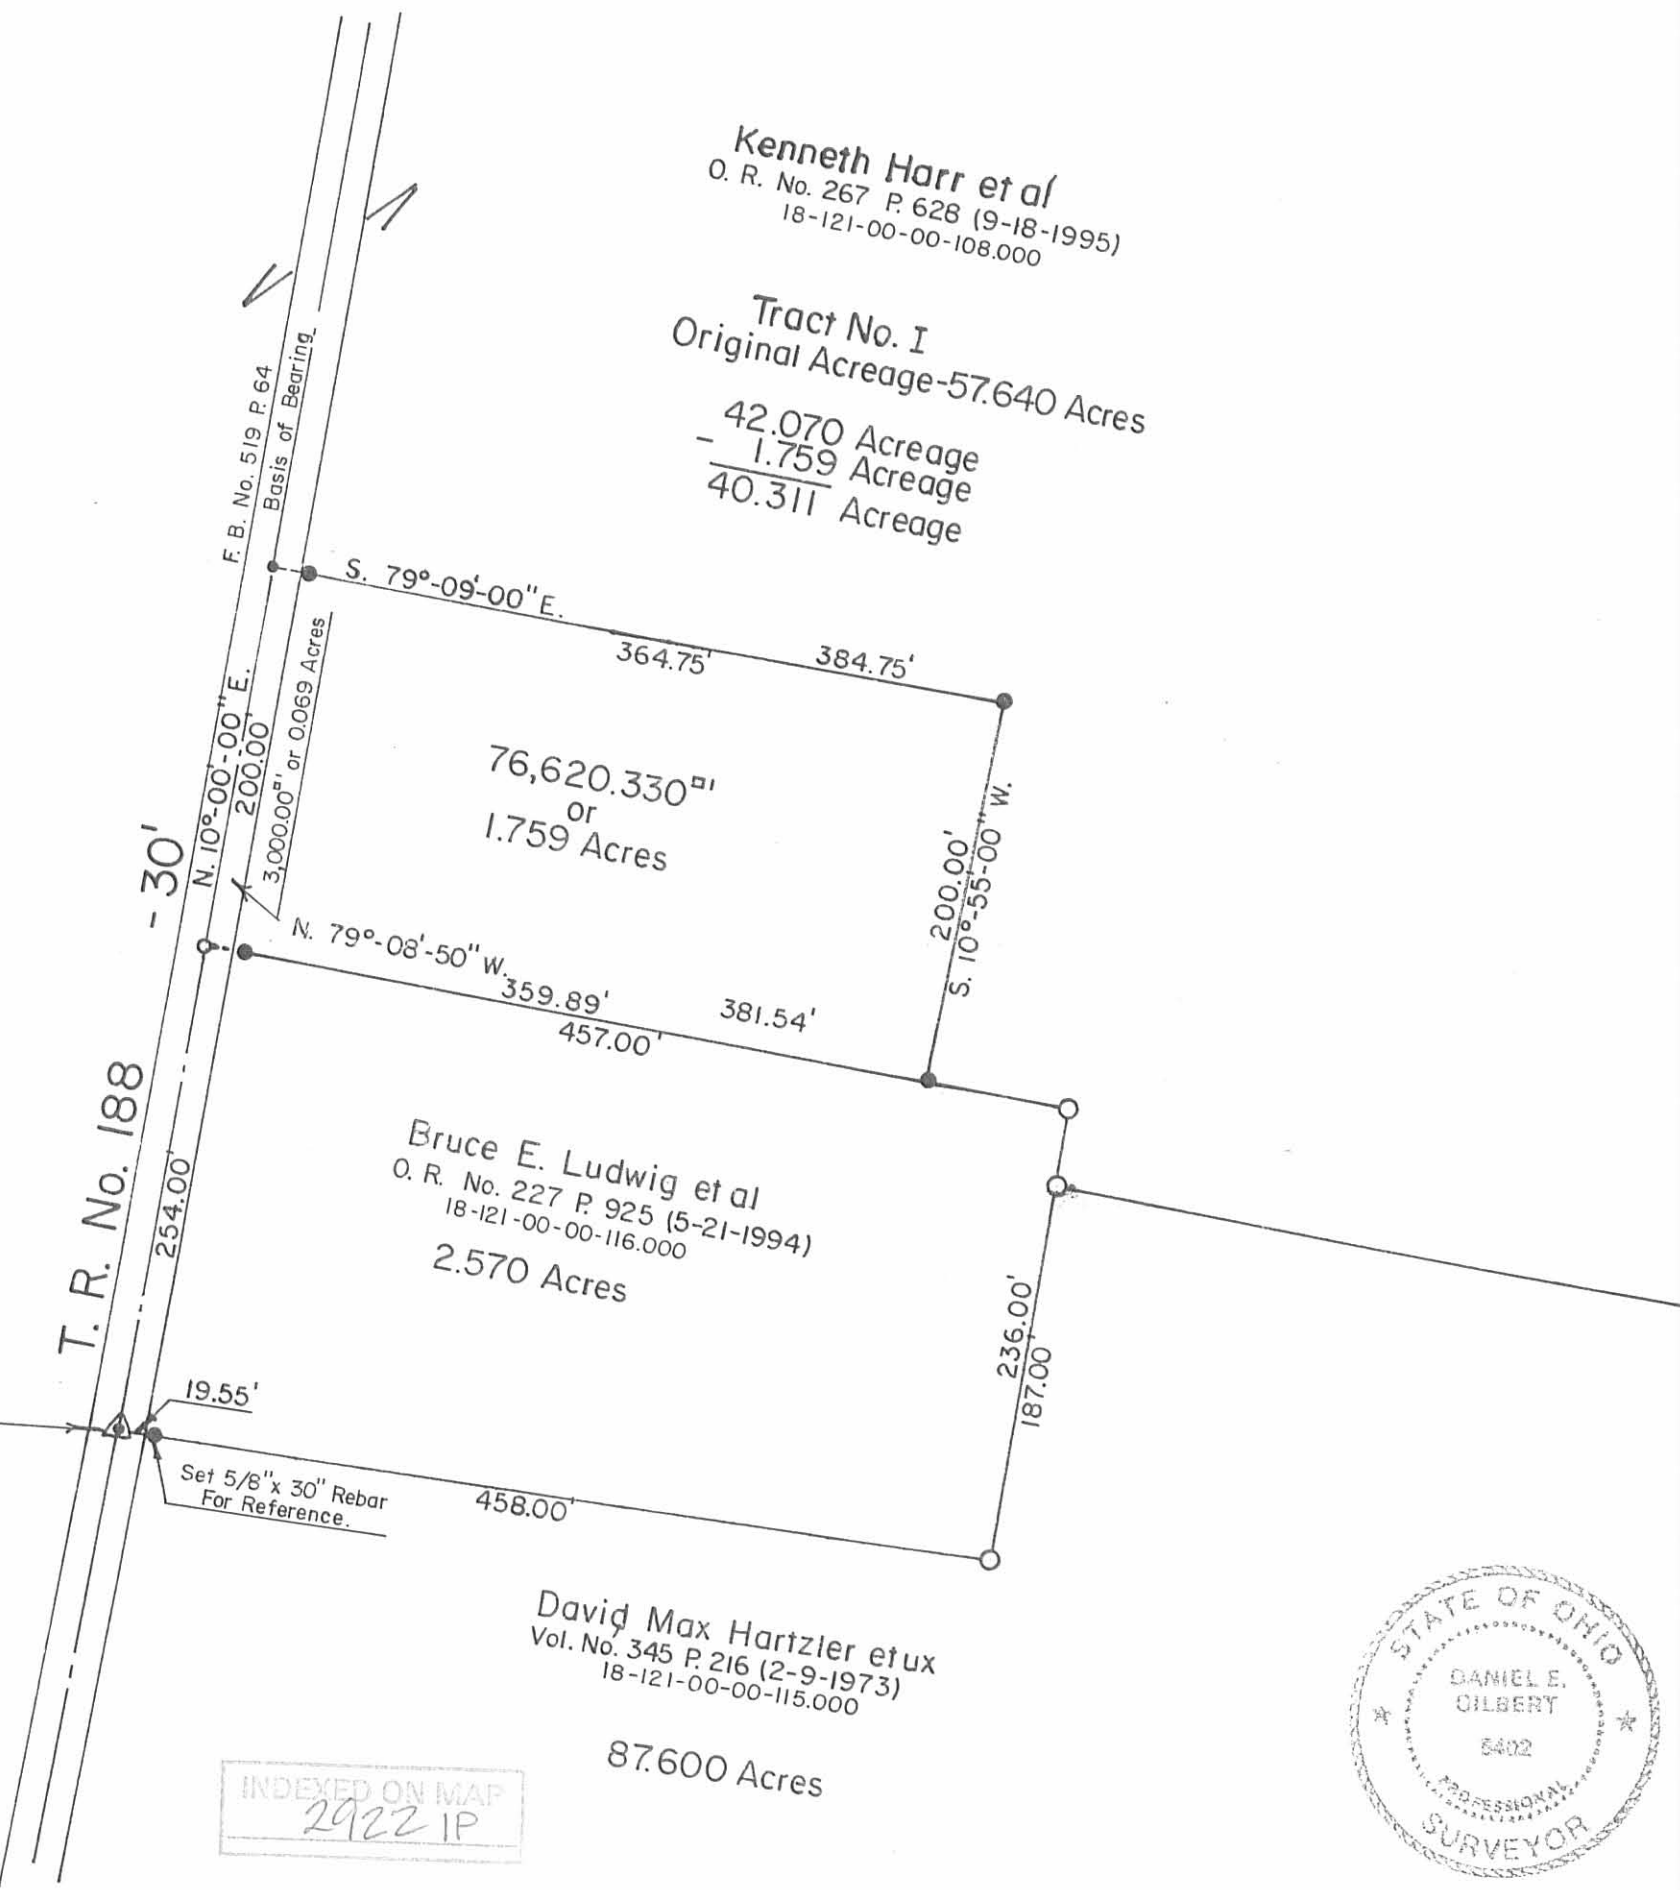 Kenneth Harr et al
O. R. No. 267 P. 628 (9-18-1995)
18-121-00-00-108.000
Tract No. I
Original Acreage-57.640 Acres
42.070 Acreage
- 1.759 Acreage
40.311 Acreage
F. B. No. 519 P. 64
Basis of Bearing
S. 79°-09'-00" E.
364.75'
384.75'
N. 10°-00'-00" E.
200.00'
3,000.00□' or 0.069 Acres
76,620.330□'
or
1.759 Acres
200.00'
S. 10°-55'-00" W.
N. 79°-08'-50" W.
359.89'
381.54'
457.00'
T. R. No. 188 - 30'
254.00'
Bruce E. Ludwig et al
O. R. No. 227 P. 925 (5-21-1994)
18-121-00-00-116.000
2.570 Acres
236.00'
187.00'
19.55'
Set 5/8" x 30" Rebar
For Reference.
458.00'
David Max Hartzler et ux
Vol. No. 345 P. 216 (2-9-1973)
18-121-00-00-115.000
87.600 Acres
INDEXED ON MAP
2922 IP
STATE OF OHIO
DANIEL E.
GILBERT
5402
PROFESSIONAL
SURVEYOR